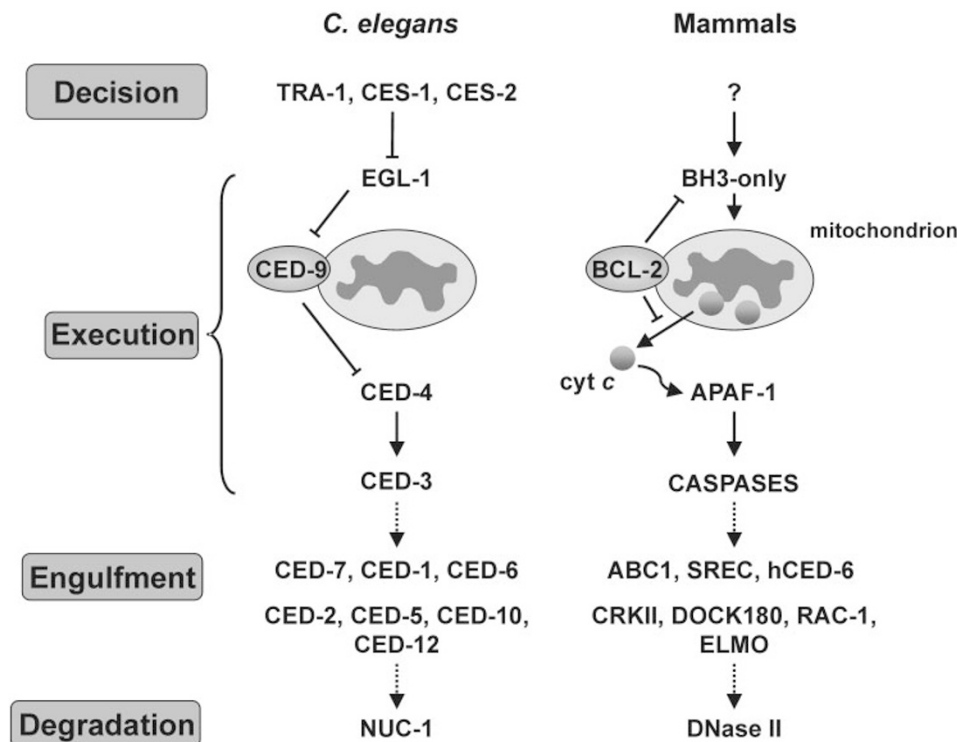 C. elegans Mammals
Decision TRA-1, CES-1, CES-2 ?
EGL-1 BH3-only
mitochondrion
CED-9 BCL-2
Execution
cyt c
CED-4 APAF-1
CED-3 CASPASES
Engulfment CED-7, CED-1, CED-6 ABC1, SREC, hCED-6
CED-2, CED-5, CED-10, CRKII, DOCK180, RAC-1,
CED-12 ELMO
Degradation NUC-1 DNase II